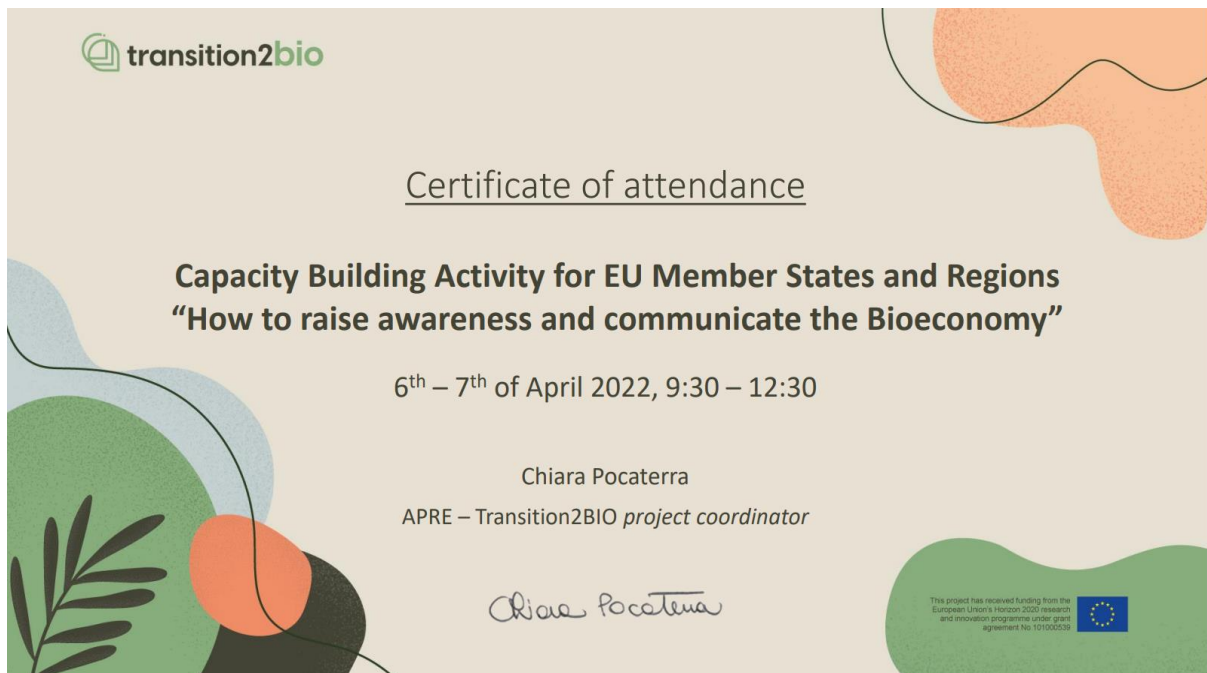 transition2bio
Certificate of attendance
Capacity Building Activity for EU Member States and Regions
“How to raise awareness and communicate the Bioeconomy”
6th – 7th of April 2022, 9:30 – 12:30
Chiara Pocaterra
APRE – Transition2BIO project coordinator
Chiara Pocaterra
This project has received funding from the
European Union's Horizon 2020 research
and innovation programme under grant
agreement No 101000539